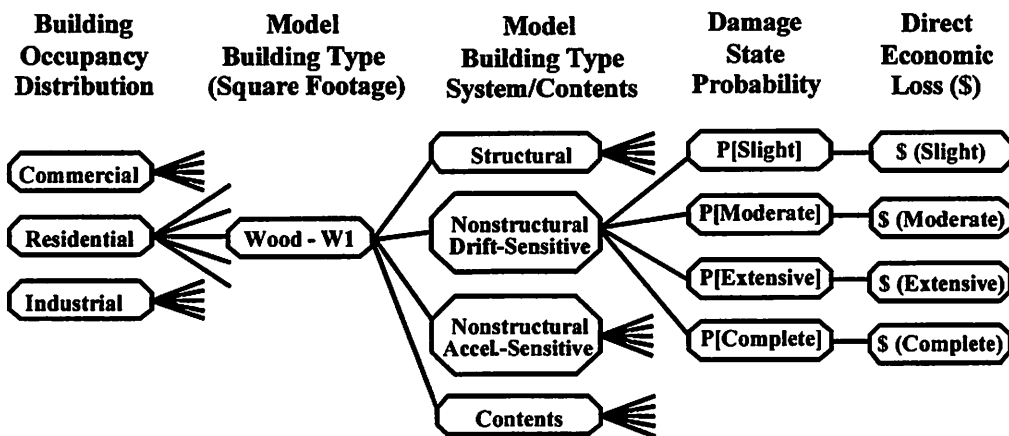 Building
Occupancy
Distribution
Model
Building Type
(Square Footage)
Model
Building Type
System/Contents
Damage
State
Probability
Direct
Economic
Loss ($)
Commercial
Residential
Industrial
Wood - W1
Structural
Nonstructural
Drift-Sensitive
Nonstructural
Accel.-Sensitive
Contents
P[Slight]
P[Moderate]
P[Extensive]
P[Complete]
$ (Slight)
$ (Moderate)
$ (Extensive)
$ (Complete)